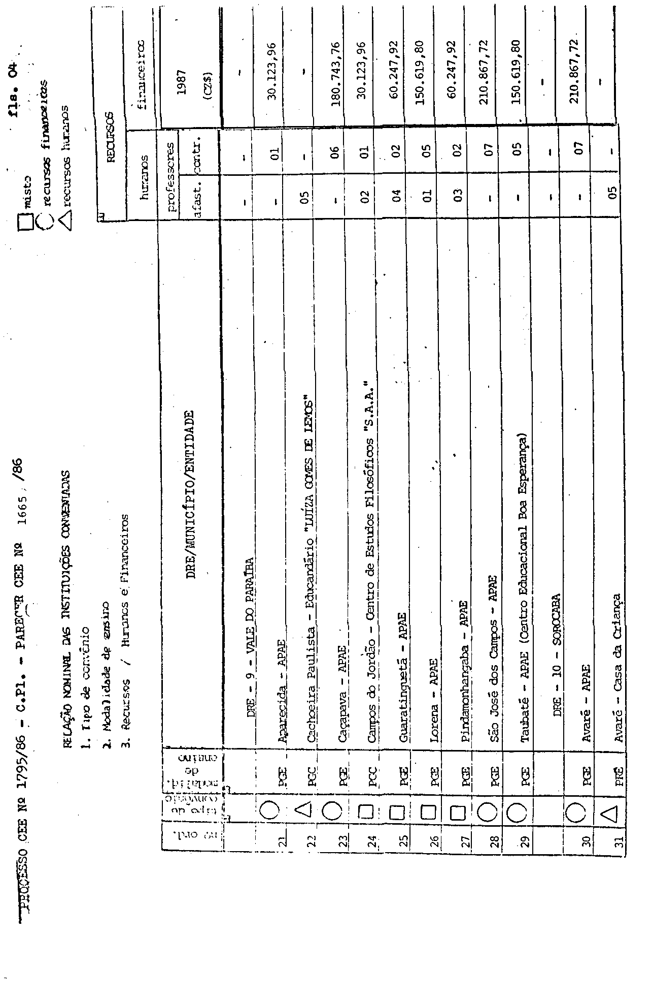 fls. 04
PROCESSO CEE Nº 1795/86 - C.Pl. - PARECER CEE Nº 1665/86
misto
recursos financeiros
recursos humanos
RELAÇÃO NOMINAL DAS INSTITUIÇÕES CONVENIADAS
1. Tipo de convênio
2. Modalidade de ensino
3. Recursos / Humanos e Financeiros
3 RECURSOS
humanos financeiros
nº ord. tipo de convênio modalid. de ensino DRE/MUNICÍPIO/ENTIDADE professores 1987
afast. contr. (CZ$)
DRE - 9 - VALE DO PARAÍBA - - -
21 PGE Aparecida - APAE - 01 30.123,96
22 PGC Cachoeira Paulista - Educandário "LUÍZA GOMES DE LEMOS" 05 - -
23 PGE Caçapava - APAE - 06 180.743,76
24 PGC Campos do Jordão - Centro de Estudos Filosóficos "S.A.A." 02 01 30.123,96
25 PGE Guaratinguetá - APAE 04 02 60.247,92
26 PGE Lorena - APAE 01 05 150.619,80
27 PGE Pindamonhangaba - APAE 03 02 60.247,92
28 PGE São José dos Campos - APAE - 07 210.867,72
29 PGE Taubaté - APAE (Centro Educacional Boa Esperança) - 05 150.619,80
DRE - 10 - SOROCABA - - -
30 PGE Avaré - APAE - 07 210.867,72
31 PRÉ Avaré - Casa da Criança 05 - -